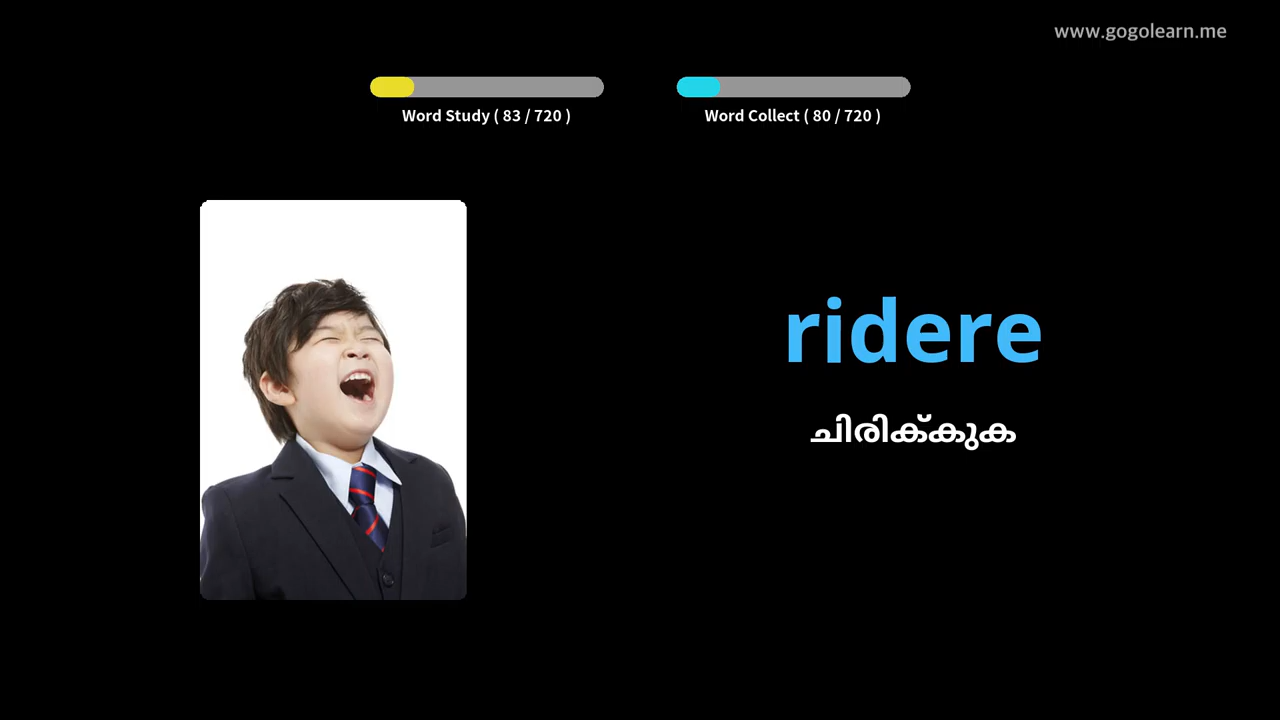 www.gogolearn.me
Word Study ( 83 / 720 )
Word Collect ( 80 / 720 )
ridere
ചിരിക്കുക